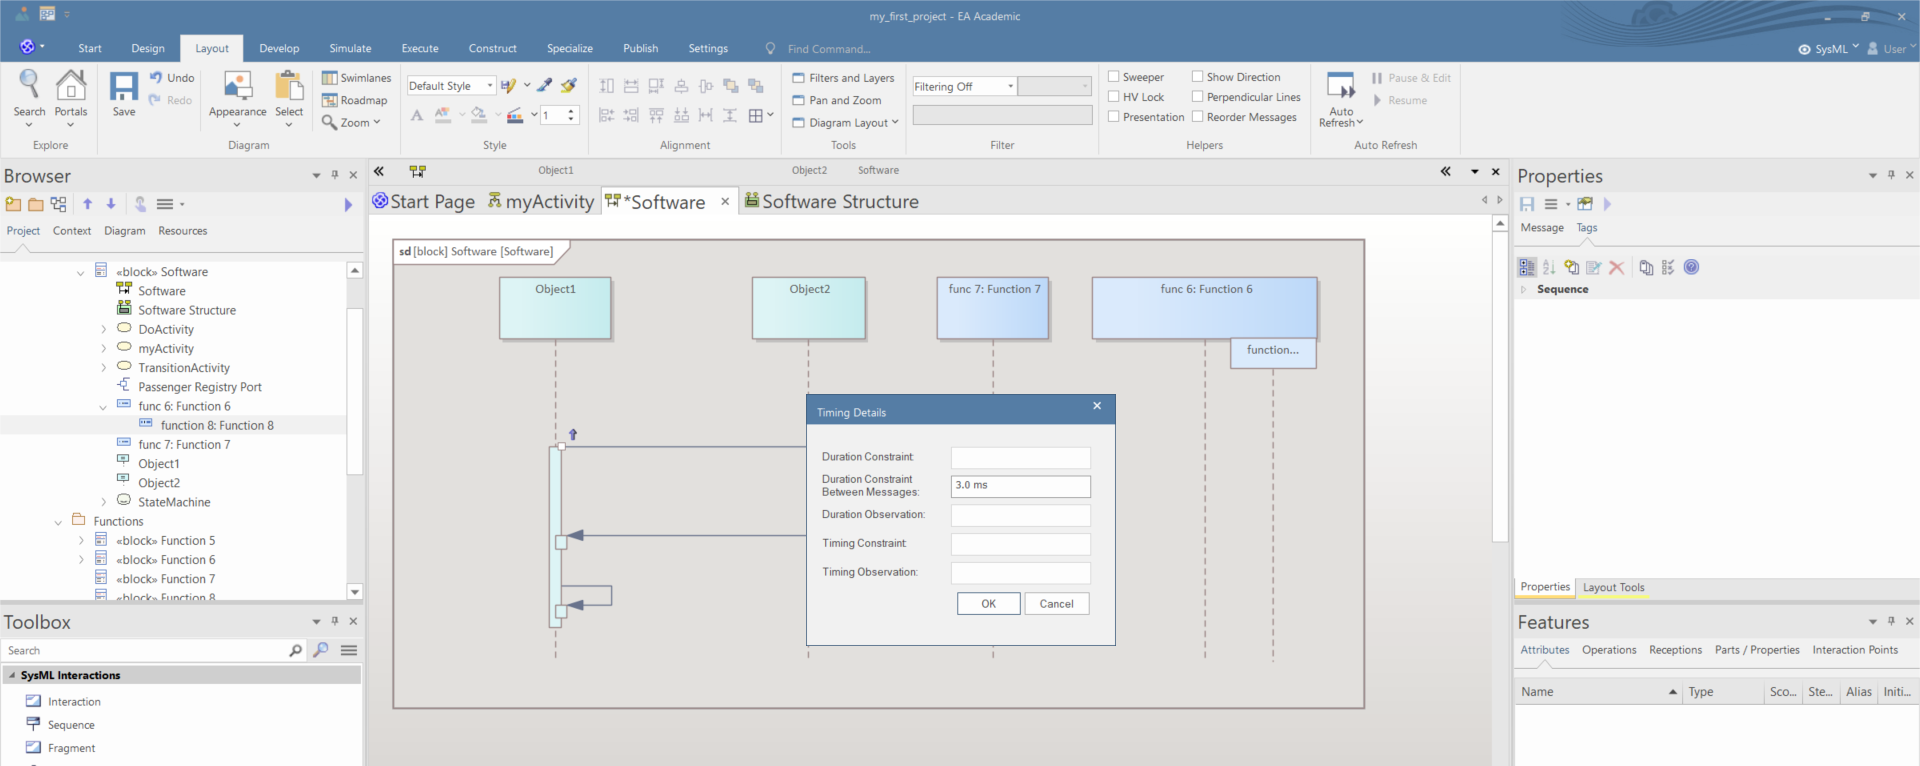 my_first_project - EA Academic
Start Design Layout Develop Simulate Execute Construct Specialize Publish Settings Find Command... SysML User
Search Portals
Explore
Save Undo Redo
Appearance Select Swimlanes Roadmap Zoom
Diagram
Default Style
1
Style
Alignment
Filters and Layers
Pan and Zoom
Diagram Layout
Tools
Filtering Off
Filter
Sweeper Show Direction
HV Lock Perpendicular Lines
Presentation Reorder Messages
Helpers
Auto Refresh
Pause & Edit
Resume
Auto Refresh
Browser
Project Context Diagram Resources
«block» Software
Software
Software Structure
DoActivity
myActivity
TransitionActivity
Passenger Registry Port
func 6: Function 6
function 8: Function 8
func 7: Function 7
Object1
Object2
StateMachine
Functions
«block» Function 5
«block» Function 6
«block» Function 7
«block» Function 8
Toolbox
Search
SysML Interactions
Interaction
Sequence
Fragment
Object1 Object2 Software
Start Page myActivity *Software Software Structure
sd [block] Software [Software]
Object1
Object2
func 7: Function 7
func 6: Function 6
function...
Timing Details
Duration Constraint:
Duration Constraint
Between Messages:
3.0 ms
Duration Observation:
Timing Constraint:
Timing Observation:
OK Cancel
Properties
Message Tags
Sequence
Properties Layout Tools
Features
Attributes Operations Receptions Parts / Properties Interaction Points
Name Type Sco... Ste... Alias Initi...